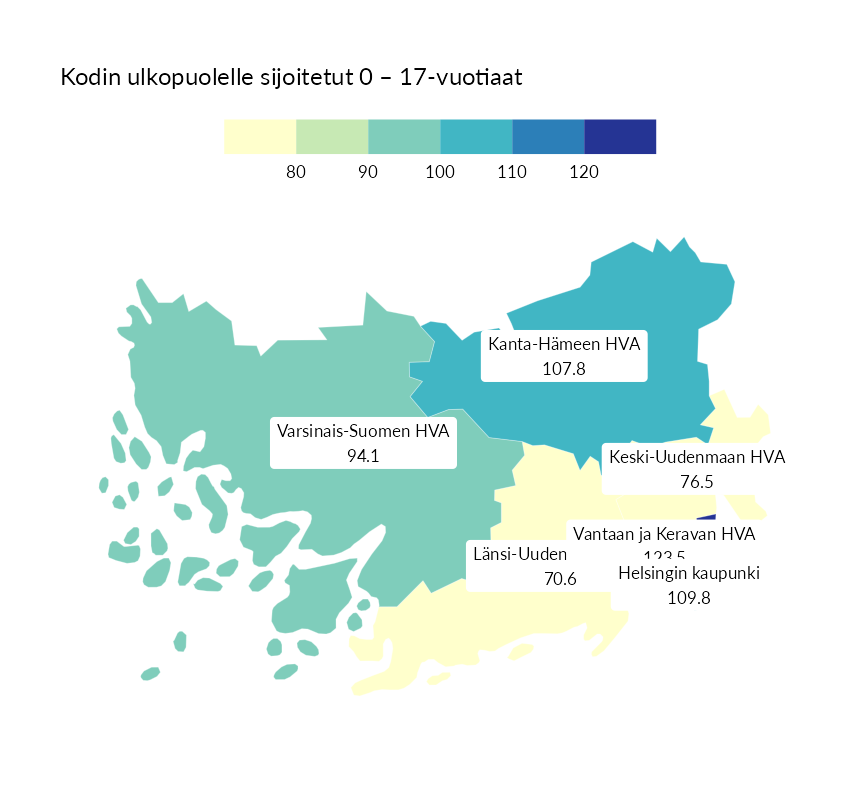 Kodin ulkopuolelle sijoitetut 0 – 17-vuotiaat
80 90 100 110 120
Kanta-Hämeen HVA
107.8
Varsinais-Suomen HVA
94.1
Keski-Uudenmaan HVA
76.5
Vantaan ja Keravan HVA
123.5
Länsi-Uuden
70.6
Helsingin kaupunki
109.8